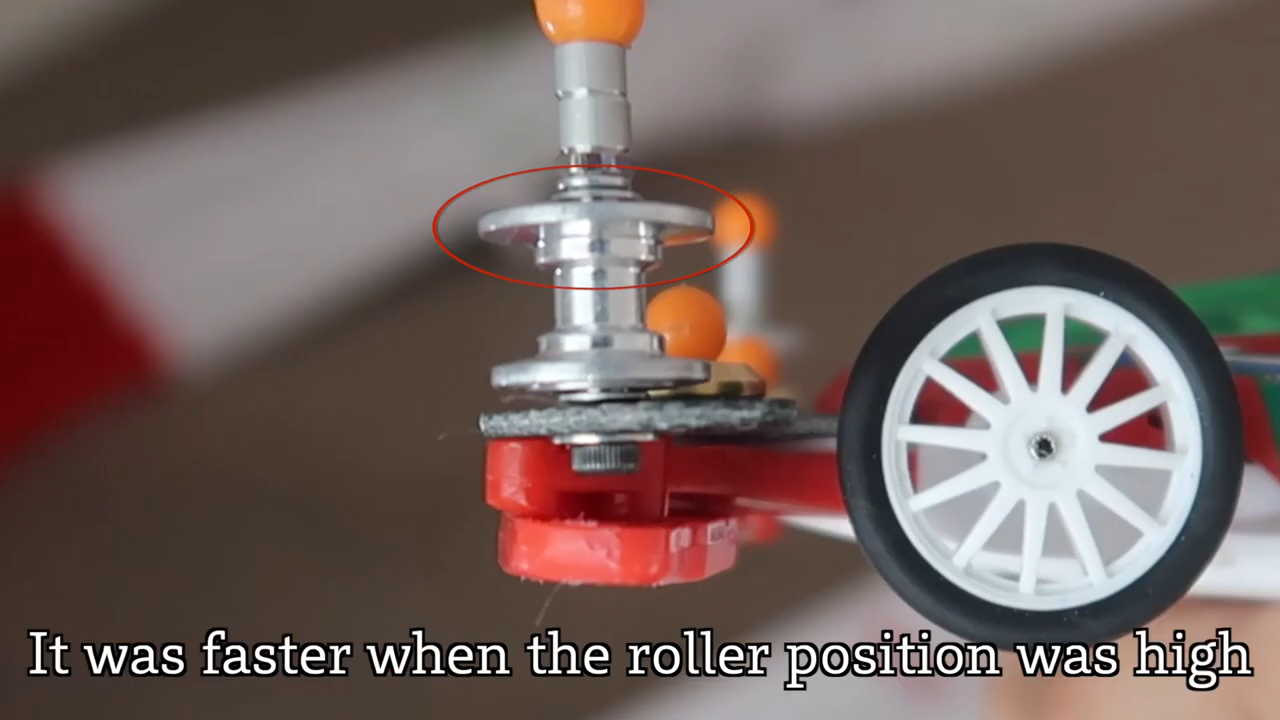 It was faster when the roller position was high